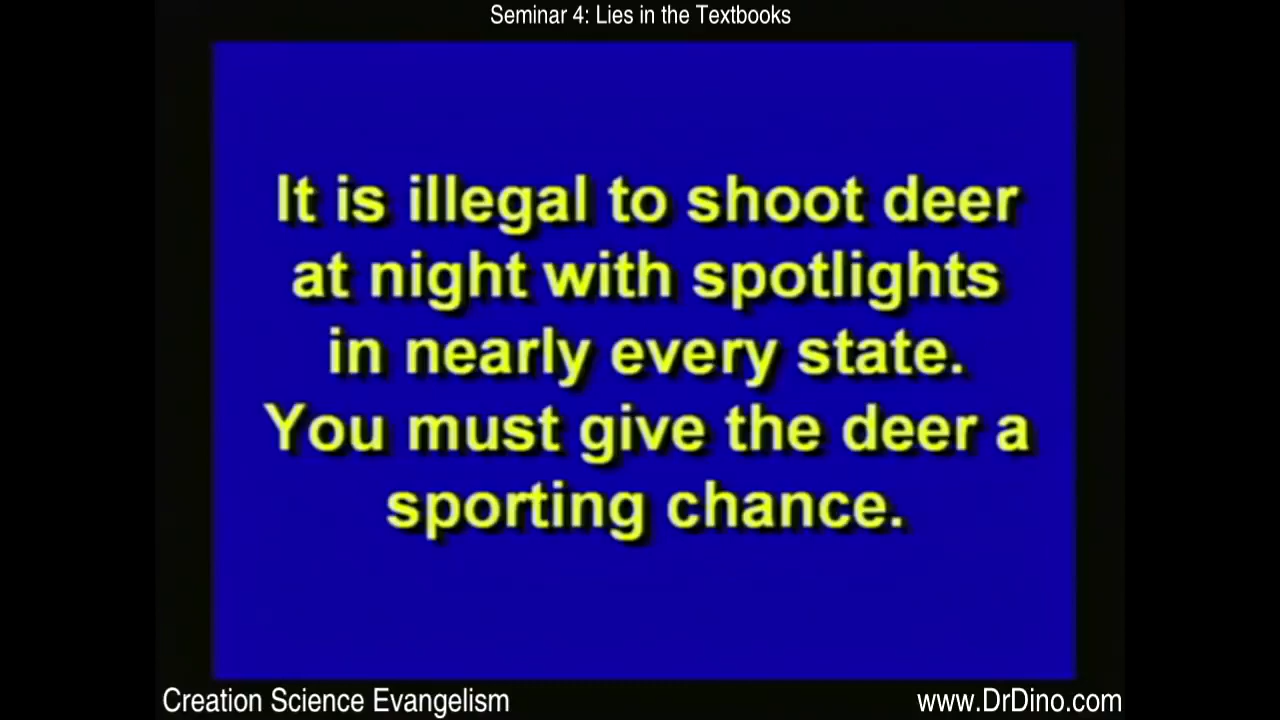 Seminar 4: Lies in the Textbooks
It is illegal to shoot deer
at night with spotlights
in nearly every state.
You must give the deer a
sporting chance.
Creation Science Evangelism
www.DrDino.com